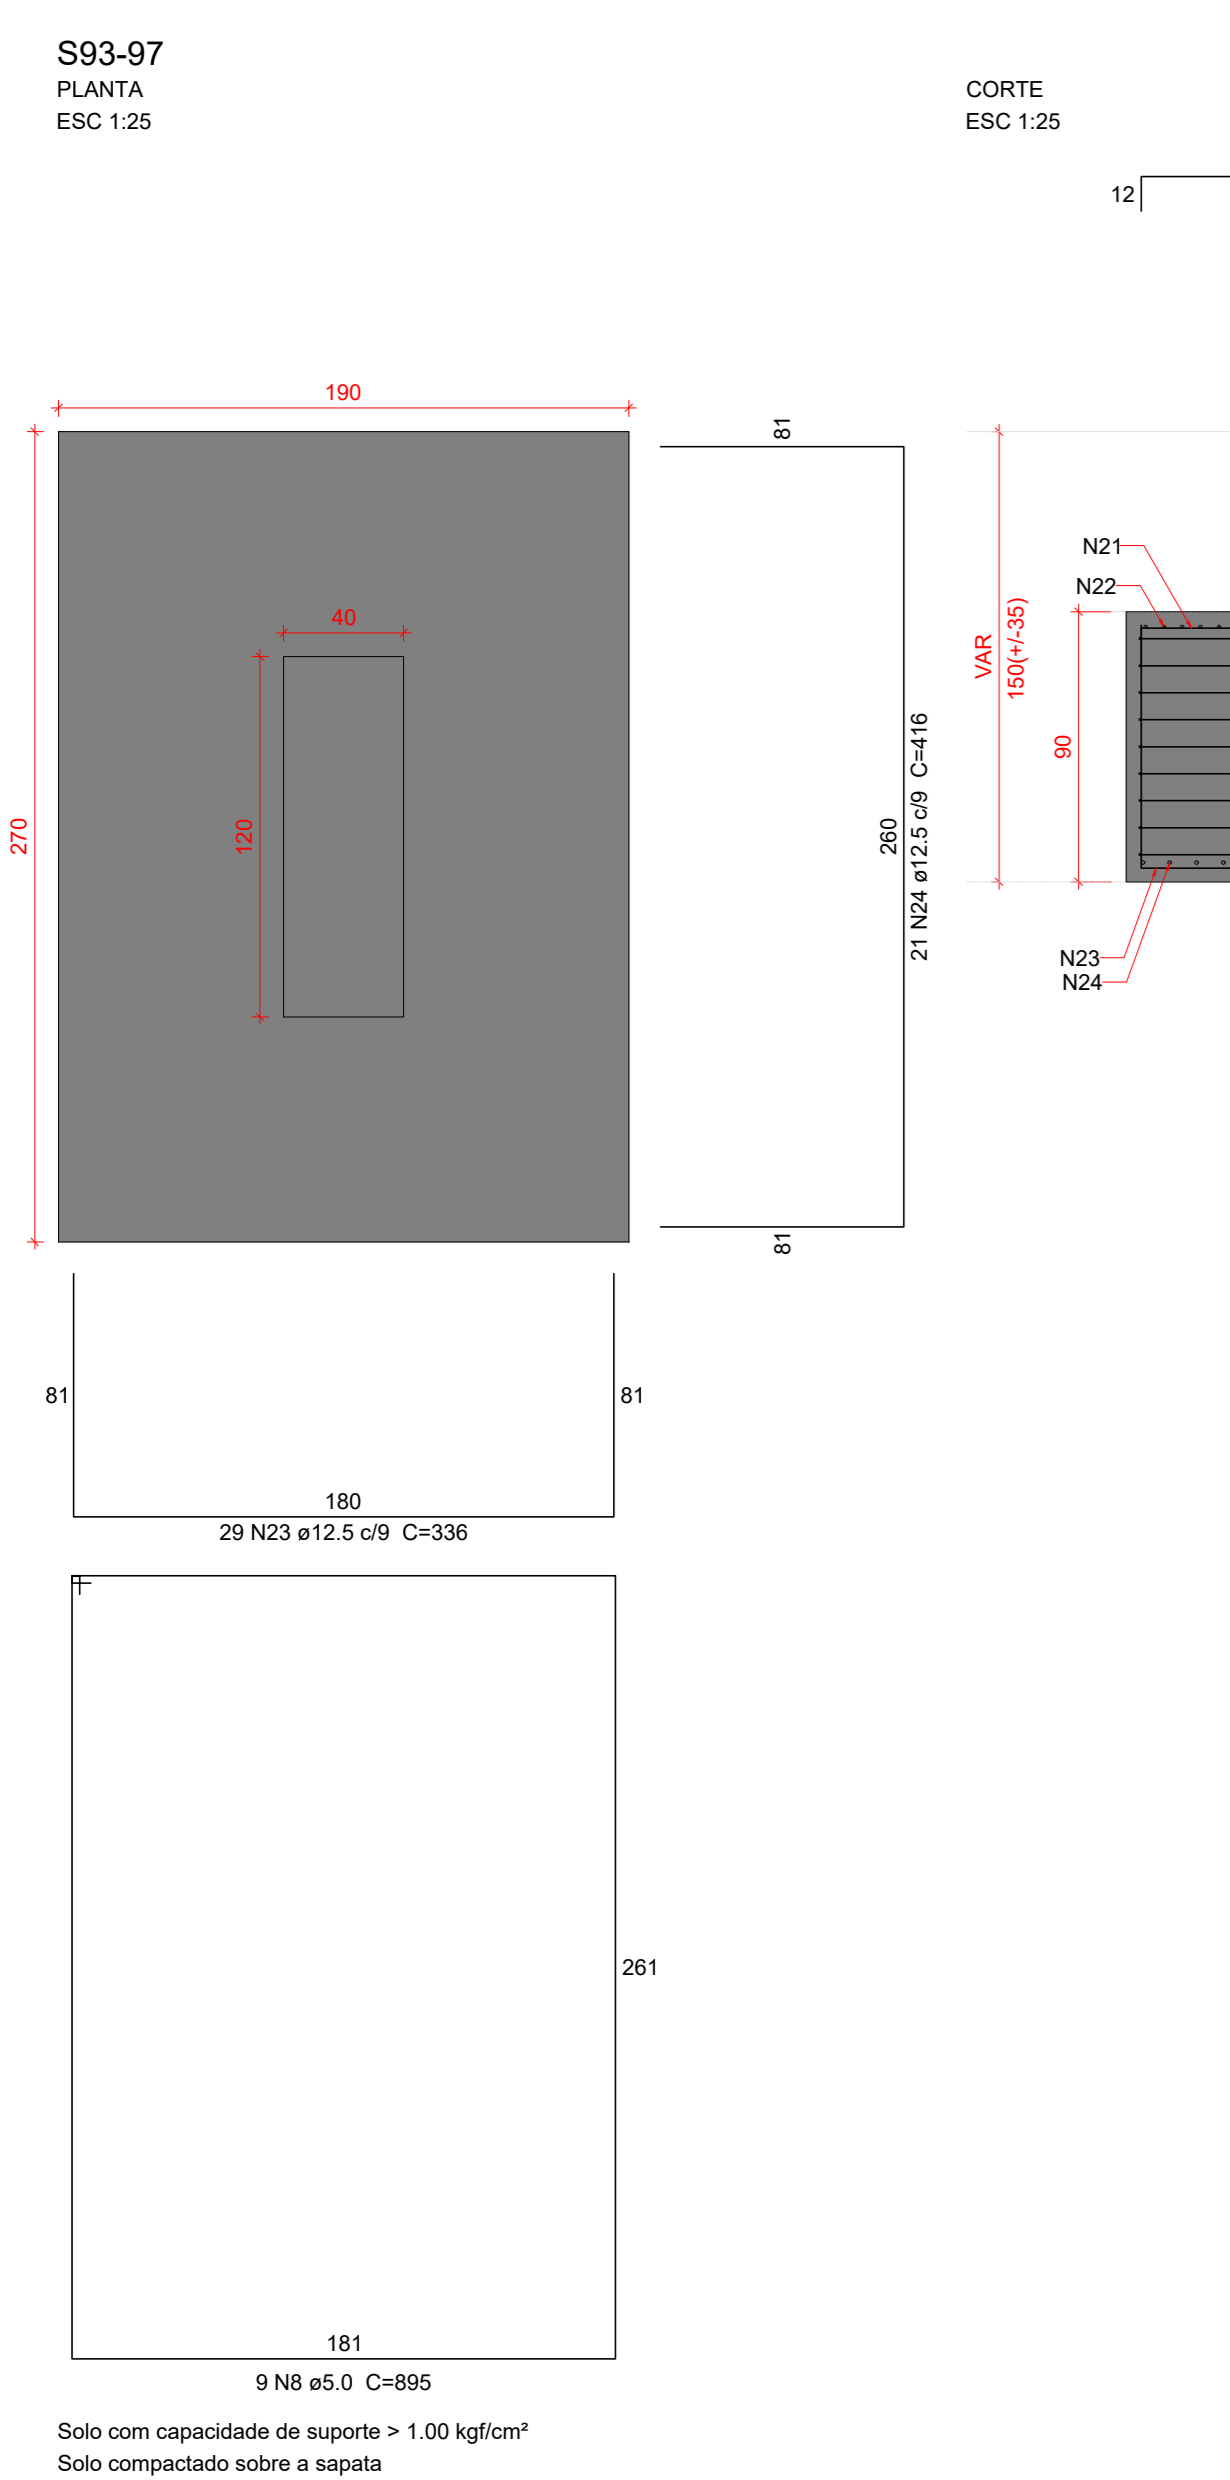 S93-97
PLANTA
ESC 1:25
CORTE
ESC 1:25
12
190
81
40
120
270
260
21 N24 ø12.5 c/9 C=416
81
VAR
150(+/-35)
90
N21
N22
N23
N24
81
81
180
29 N23 ø12.5 c/9 C=336
261
181
9 N8 ø5.0 C=895
Solo com capacidade de suporte > 1.00 kgf/cm²
Solo compactado sobre a sapata